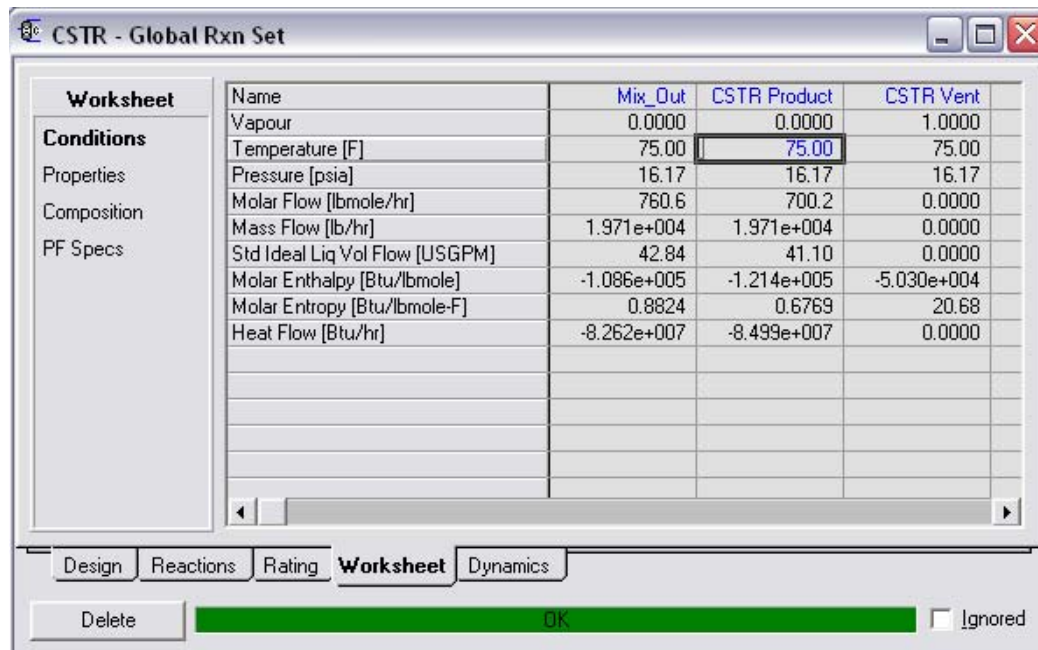 CSTR - Global Rxn Set
Worksheet
Conditions
Properties
Composition
PF Specs
Name Mix_Out CSTR Product CSTR Vent
Vapour 0.0000 0.0000 1.0000
Temperature [F] 75.00 75.00 75.00
Pressure [psia] 16.17 16.17 16.17
Molar Flow [lbmole/hr] 760.6 700.2 0.0000
Mass Flow [lb/hr] 1.971e+004 1.971e+004 0.0000
Std Ideal Liq Vol Flow [USGPM] 42.84 41.10 0.0000
Molar Enthalpy [Btu/lbmole] -1.086e+005 -1.214e+005 -5.030e+004
Molar Entropy [Btu/lbmole-F] 0.8824 0.6769 20.68
Heat Flow [Btu/hr] -8.262e+007 -8.499e+007 0.0000
Design Reactions Rating Worksheet Dynamics
Delete OK Ignored